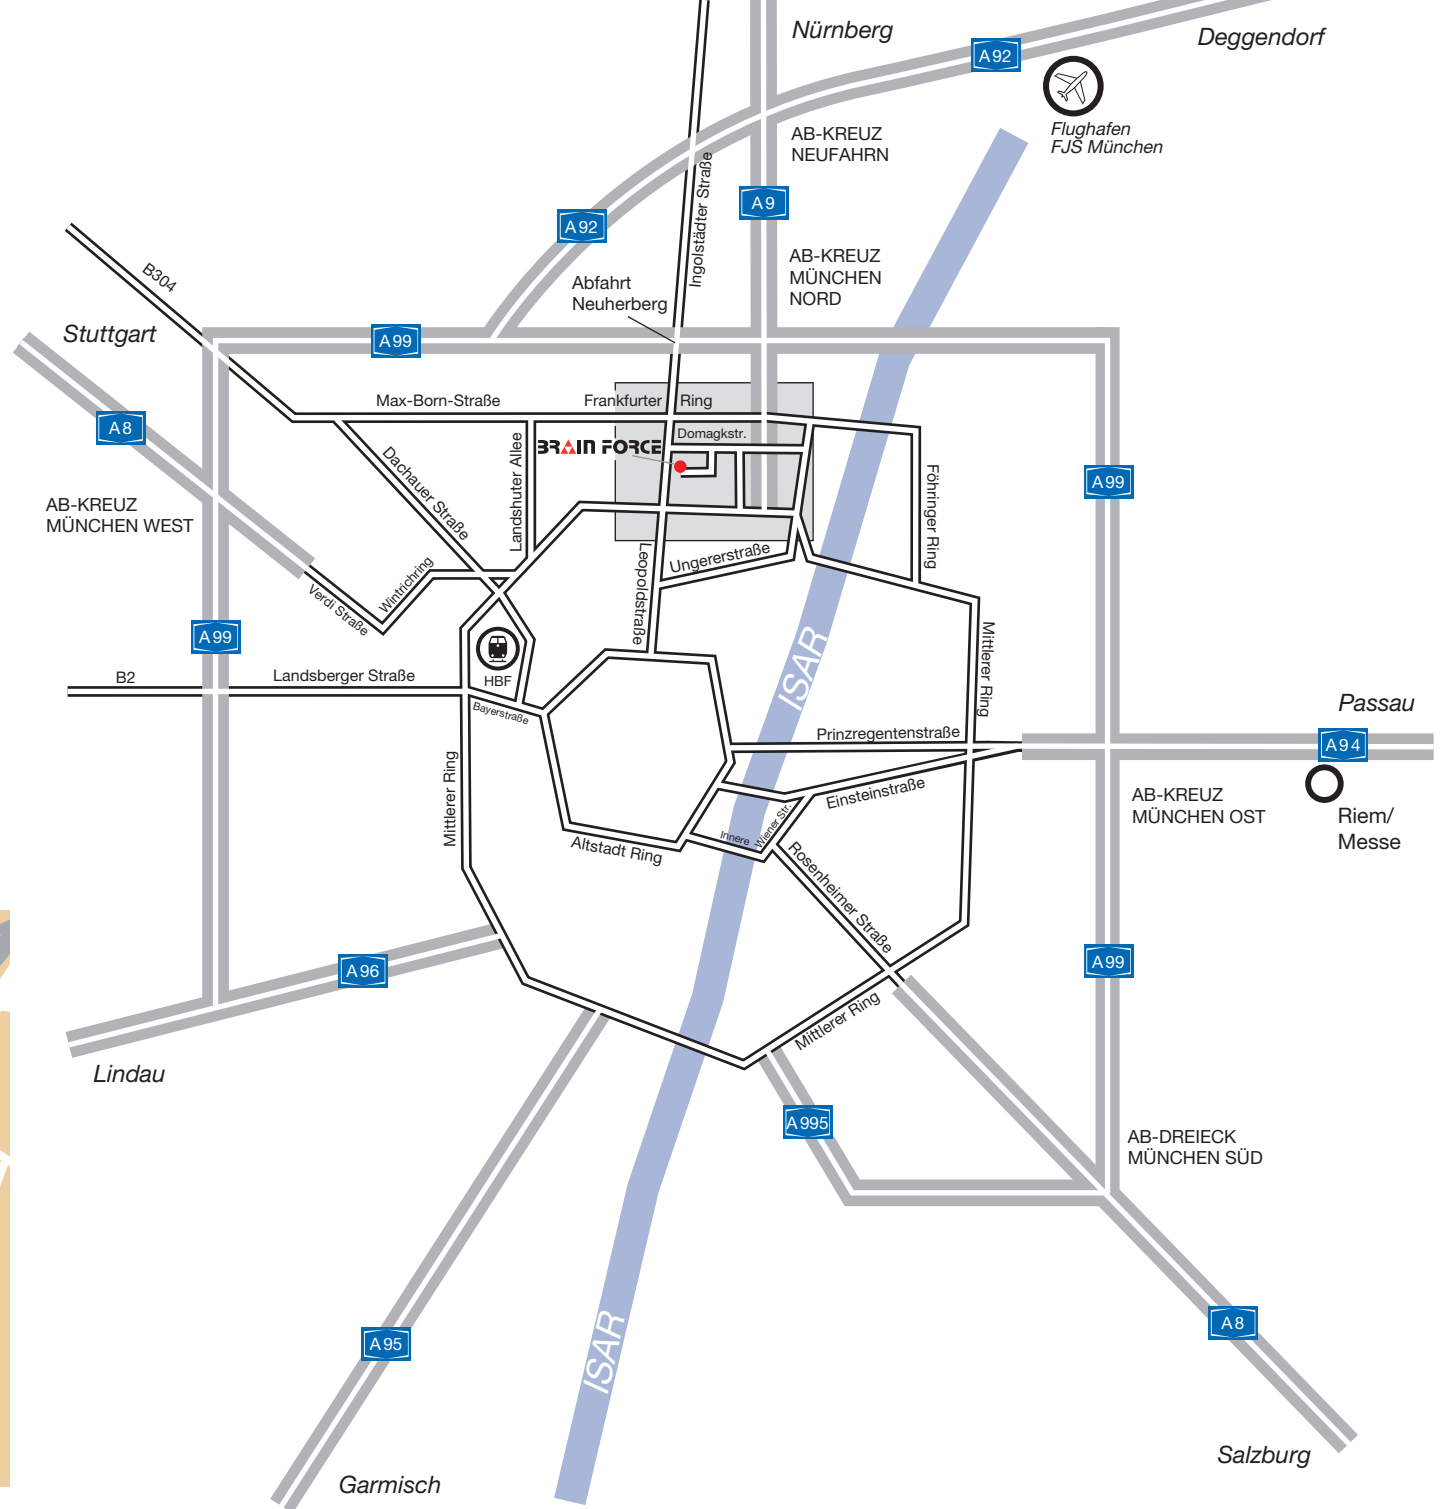 Nürnberg
Deggendorf
A92
Flughafen
FJS München
AB-KREUZ
NEUFAHRN
A9
A92
Ingolstädter Straße
AB-KREUZ
MÜNCHEN
NORD
Abfahrt
Neuherberg
B304
Stuttgart
A99
Max-Born-Straße
Frankfurter Ring
A8
Domagkstr.
BRAIN FORCE
Dachauer Straße
Landshuter Allee
Föhringer Ring
A99
AB-KREUZ
MÜNCHEN WEST
Leopoldstraße
Ungererstraße
Wintrichring
Verdi Straße
A99
ISAR
Mittlerer Ring
HBF
B2
Landsberger Straße
Bayerstraße
Passau
Prinzregentenstraße
A94
Mittlerer Ring
Einsteinstraße
AB-KREUZ
MÜNCHEN OST
Riem/
Messe
Innere Wiener Str.
Altstadt Ring
Rosenheimer Straße
A96
A99
Mittlerer Ring
Lindau
A995
AB-DREIECK
MÜNCHEN SÜD
ISAR
A95
A8
Salzburg
Garmisch